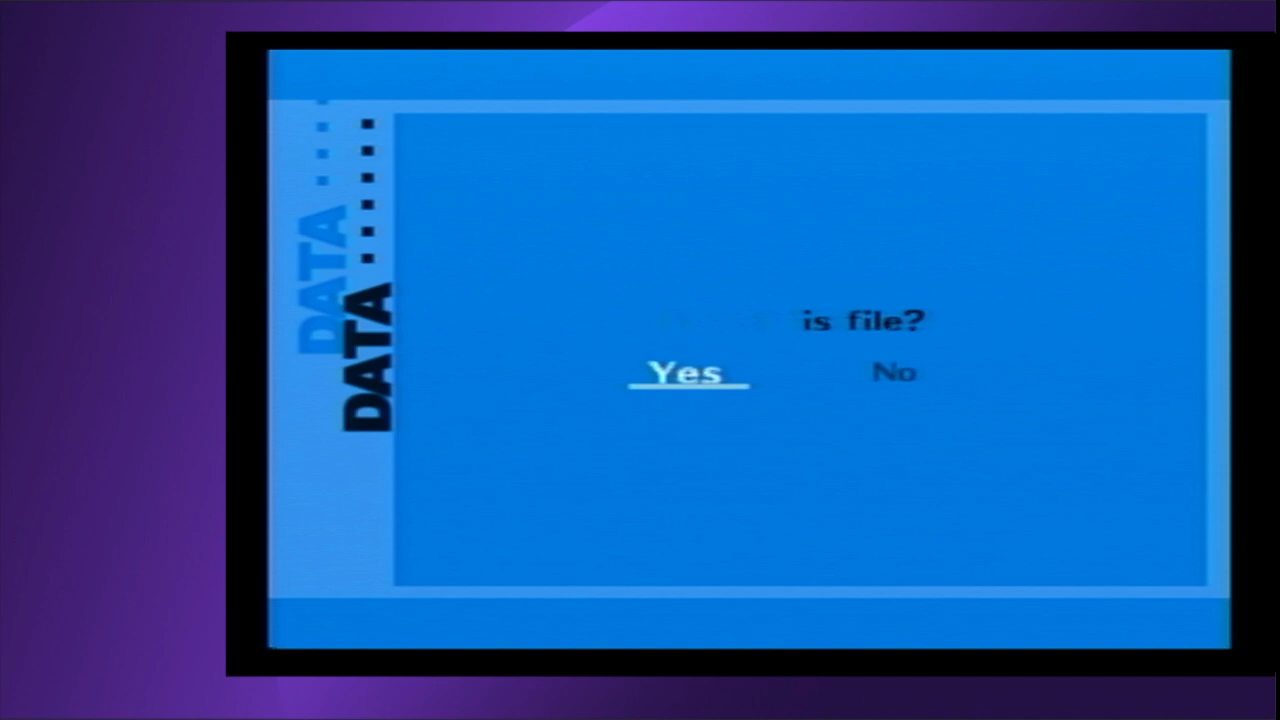 DATA
DATA
is file?
Yes No